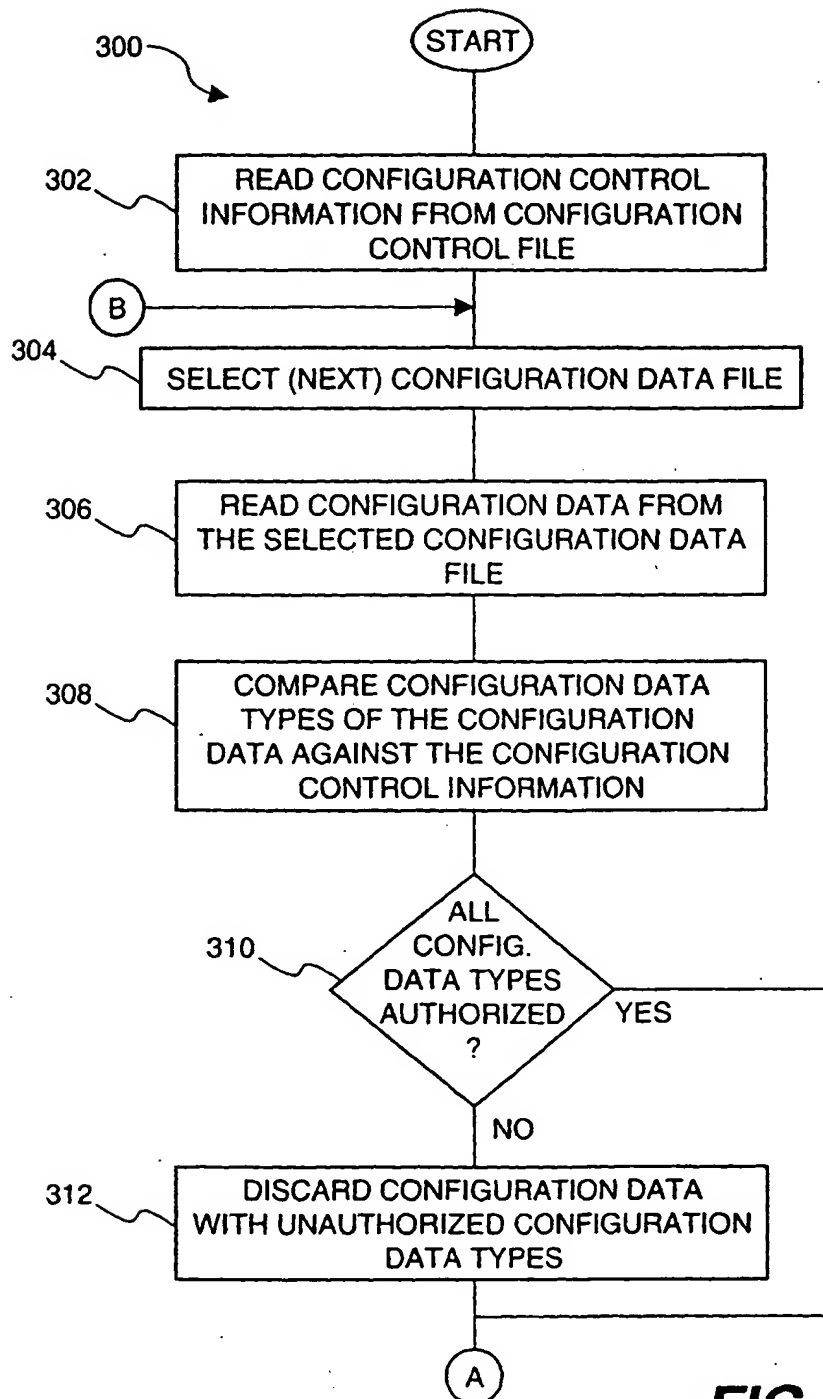 START
300
302
READ CONFIGURATION CONTROL
INFORMATION FROM CONFIGURATION
CONTROL FILE
B
304
SELECT (NEXT) CONFIGURATION DATA FILE
306
READ CONFIGURATION DATA FROM
THE SELECTED CONFIGURATION DATA
FILE
308
COMPARE CONFIGURATION DATA
TYPES OF THE CONFIGURATION
DATA AGAINST THE CONFIGURATION
CONTROL INFORMATION
310
ALL
CONFIG.
DATA TYPES
AUTHORIZED
?
YES
NO
312
DISCARD CONFIGURATION DATA
WITH UNAUTHORIZED CONFIGURATION
DATA TYPES
A
FIG